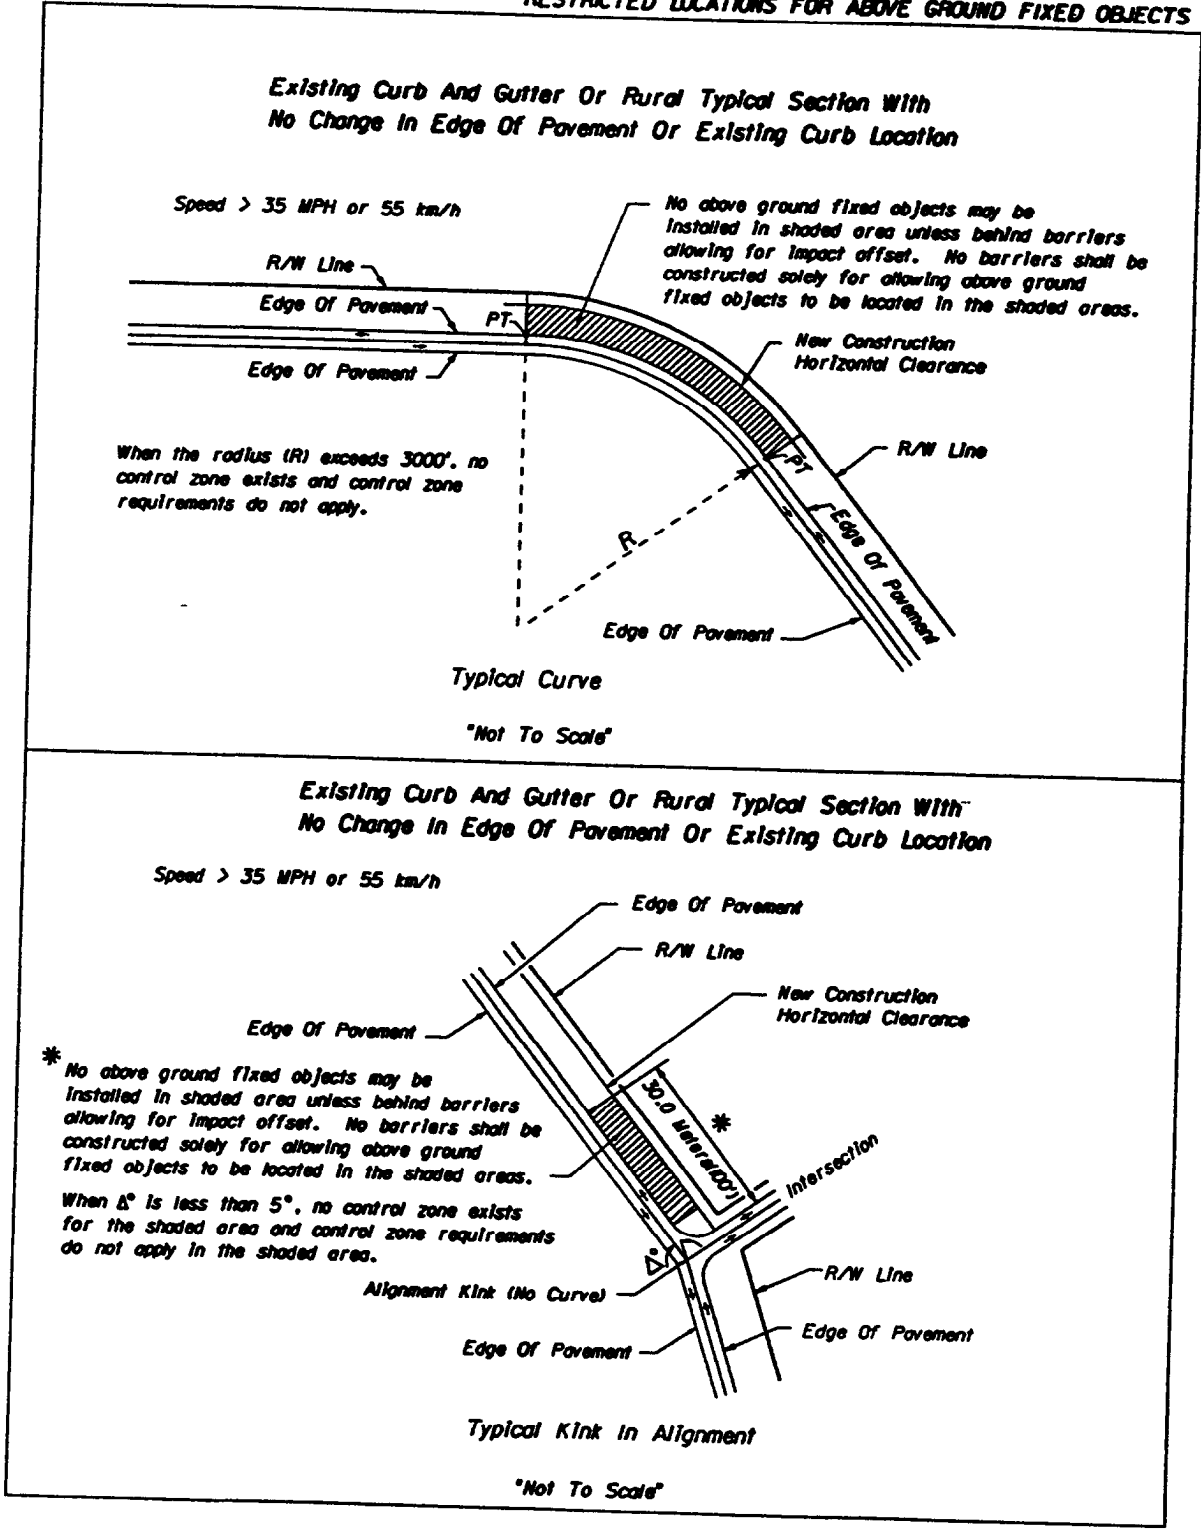 RESTRICTED LOCATIONS FOR ABOVE GROUND FIXED OBJECTS
Existing Curb And Gutter Or Rural Typical Section With
No Change In Edge Of Pavement Or Existing Curb Location
Speed > 35 MPH or 55 km/h
No above ground fixed objects may be
installed in shaded area unless behind barriers
allowing for impact offset. No barriers shall be
constructed solely for allowing above ground
fixed objects to be located in the shaded areas.
R/W Line
Edge Of Pavement
PT
Edge Of Pavement
New Construction
Horizontal Clearance
R/W Line
PT
When the radius (R) exceeds 3000', no
control zone exists and control zone
requirements do not apply.
R
Edge Of Pavement
Edge Of Pavement
Typical Curve
"Not To Scale"
Existing Curb And Gutter Or Rural Typical Section With
No Change In Edge Of Pavement Or Existing Curb Location
Speed > 35 MPH or 55 km/h
Edge Of Pavement
R/W Line
New Construction
Horizontal Clearance
Edge Of Pavement
* No above ground fixed objects may be
installed in shaded area unless behind barriers
allowing for impact offset. No barriers shall be
constructed solely for allowing above ground
fixed objects to be located in the shaded areas.
When Δ° is less than 5°, no control zone exists
for the shaded area and control zone requirements
do not apply in the shaded area.
*
30.0 Meters(100')
Intersection
Δ°
Alignment Kink (No Curve)
R/W Line
Edge Of Pavement
Edge Of Pavement
Typical Kink In Alignment
"Not To Scale"